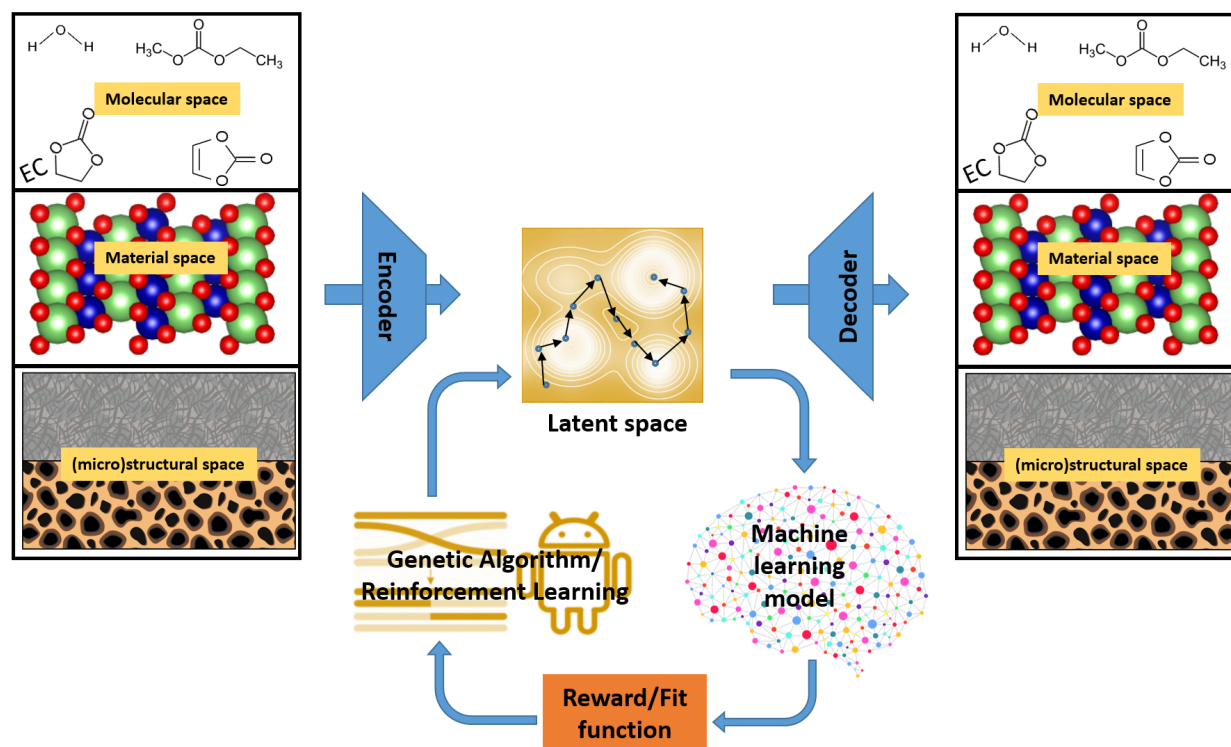 O
H H
O
H₃C
O O
CH₃
Molecular space
O
O
O
EC
O
O
O
Material space
(micro)structural space
Encoder
Latent space
Genetic Algorithm/
Reinforcement Learning
Machine
learning
model
Reward/Fit
function
Decoder
O
H H
O
H₃C
O O
CH₃
Molecular space
O
O
O
EC
O
O
O
Material space
(micro)structural space